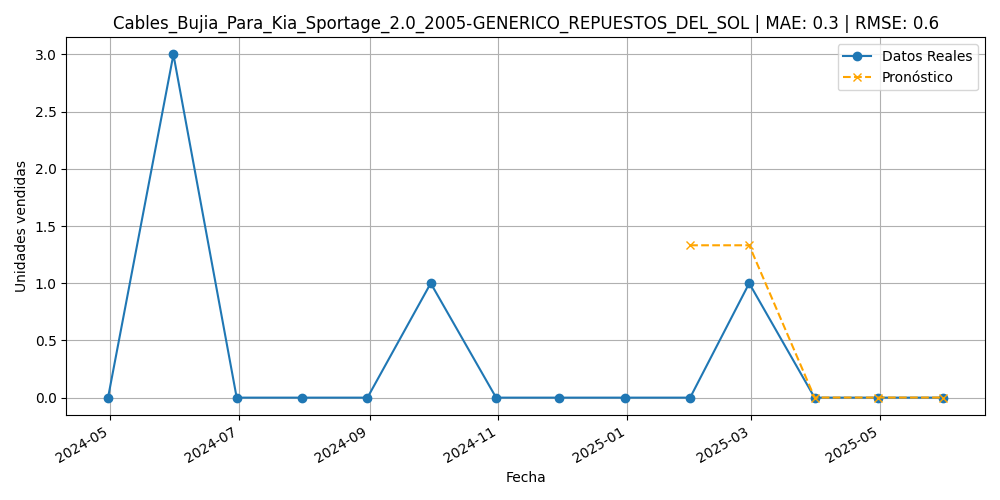 Cables_Bujia_Para_Kia_Sportage_2.0_2005-GENERICO_REPUESTOS_DEL_SOL | MAE: 0.3 | RMSE: 0.6
Datos Reales
Pronóstico
Unidades vendidas
3.0
2.5
2.0
1.5
1.0
0.5
0.0
2024-05
2024-07
2024-09
2024-11
2025-01
2025-03
2025-05
Fecha